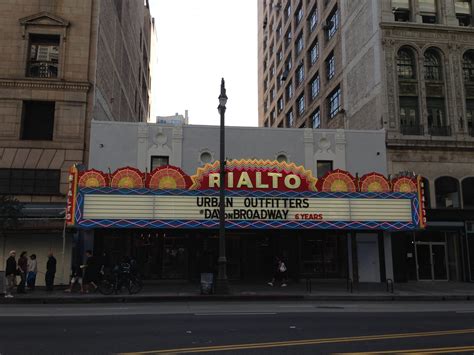 RIALTO
URBAN OUTFITTERS
*DAY ON BROADWAY 6 YEARS